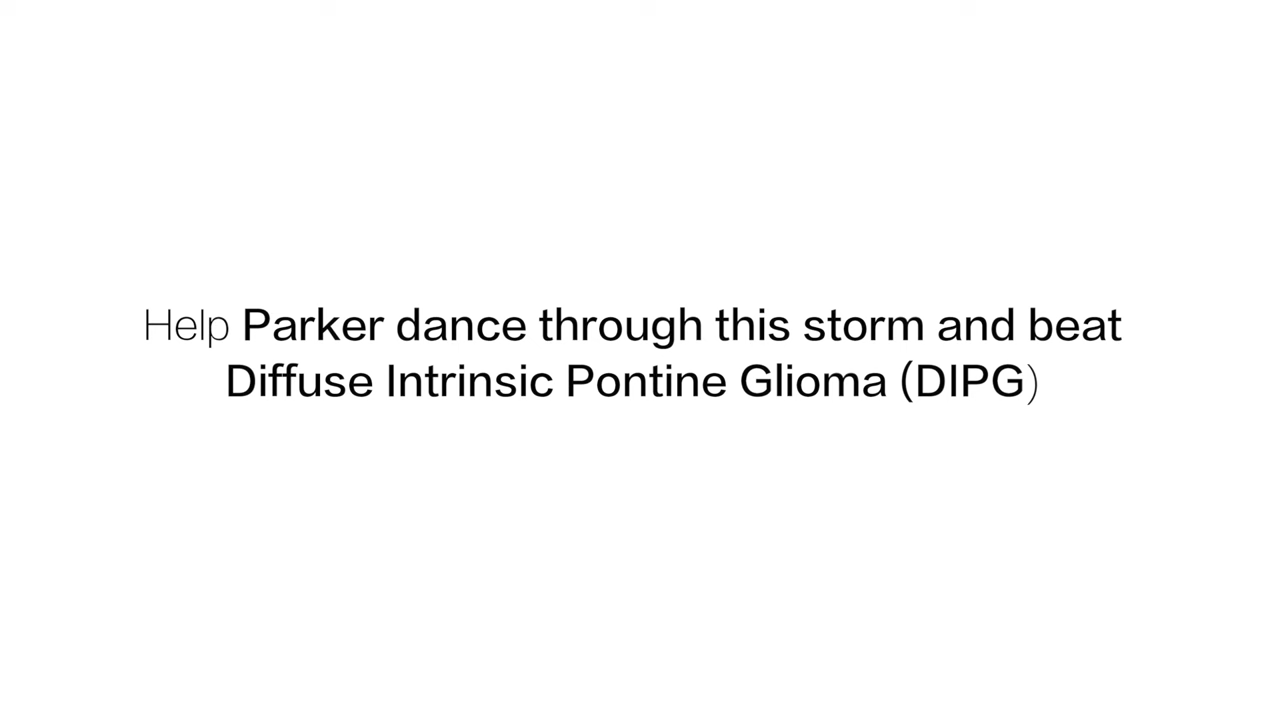 Help Parker dance through this storm and beat
Diffuse Intrinsic Pontine Glioma (DIPG)